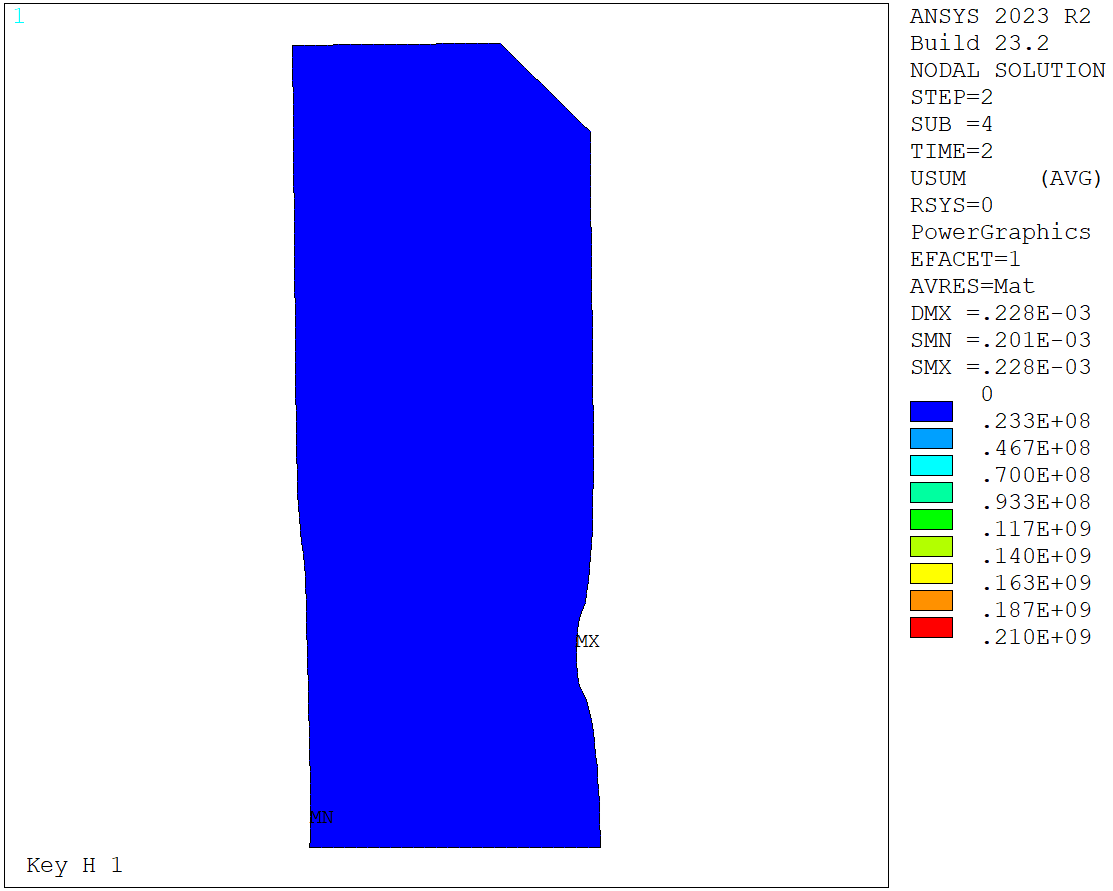 1
ANSYS 2023 R2
Build 23.2
NODAL SOLUTION
STEP=2
SUB =4
TIME=2
USUM (AVG)
RSYS=0
PowerGraphics
EFACET=1
AVRES=Mat
DMX =.228E-03
SMN =.201E-03
SMX =.228E-03
0
.233E+08
.467E+08
.700E+08
.933E+08
.117E+09
.140E+09
.163E+09
.187E+09
.210E+09
MX
MN
Key H 1